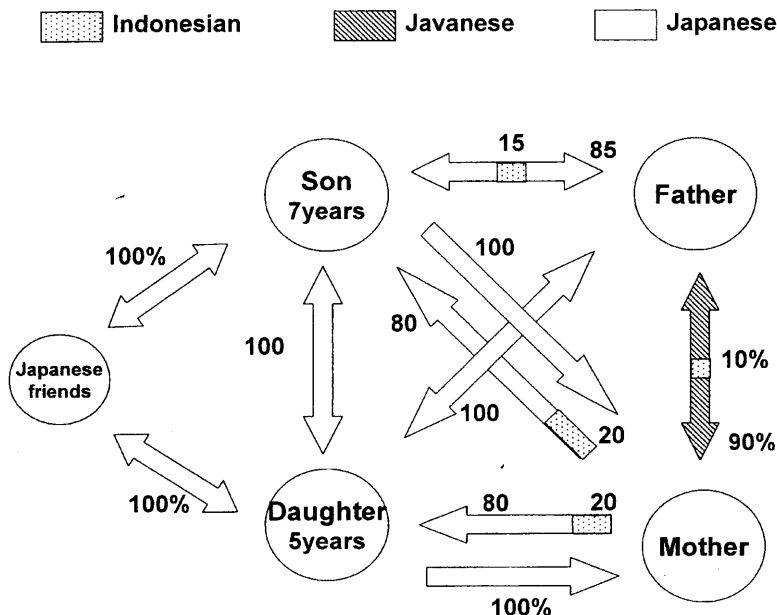 Indonesian Javanese Japanese
15 85
Son
7years
Father
100%
100
80
100
Japanese
friends
10%
100
20
90%
100%
80 20
Daughter
5years
Mother
100%